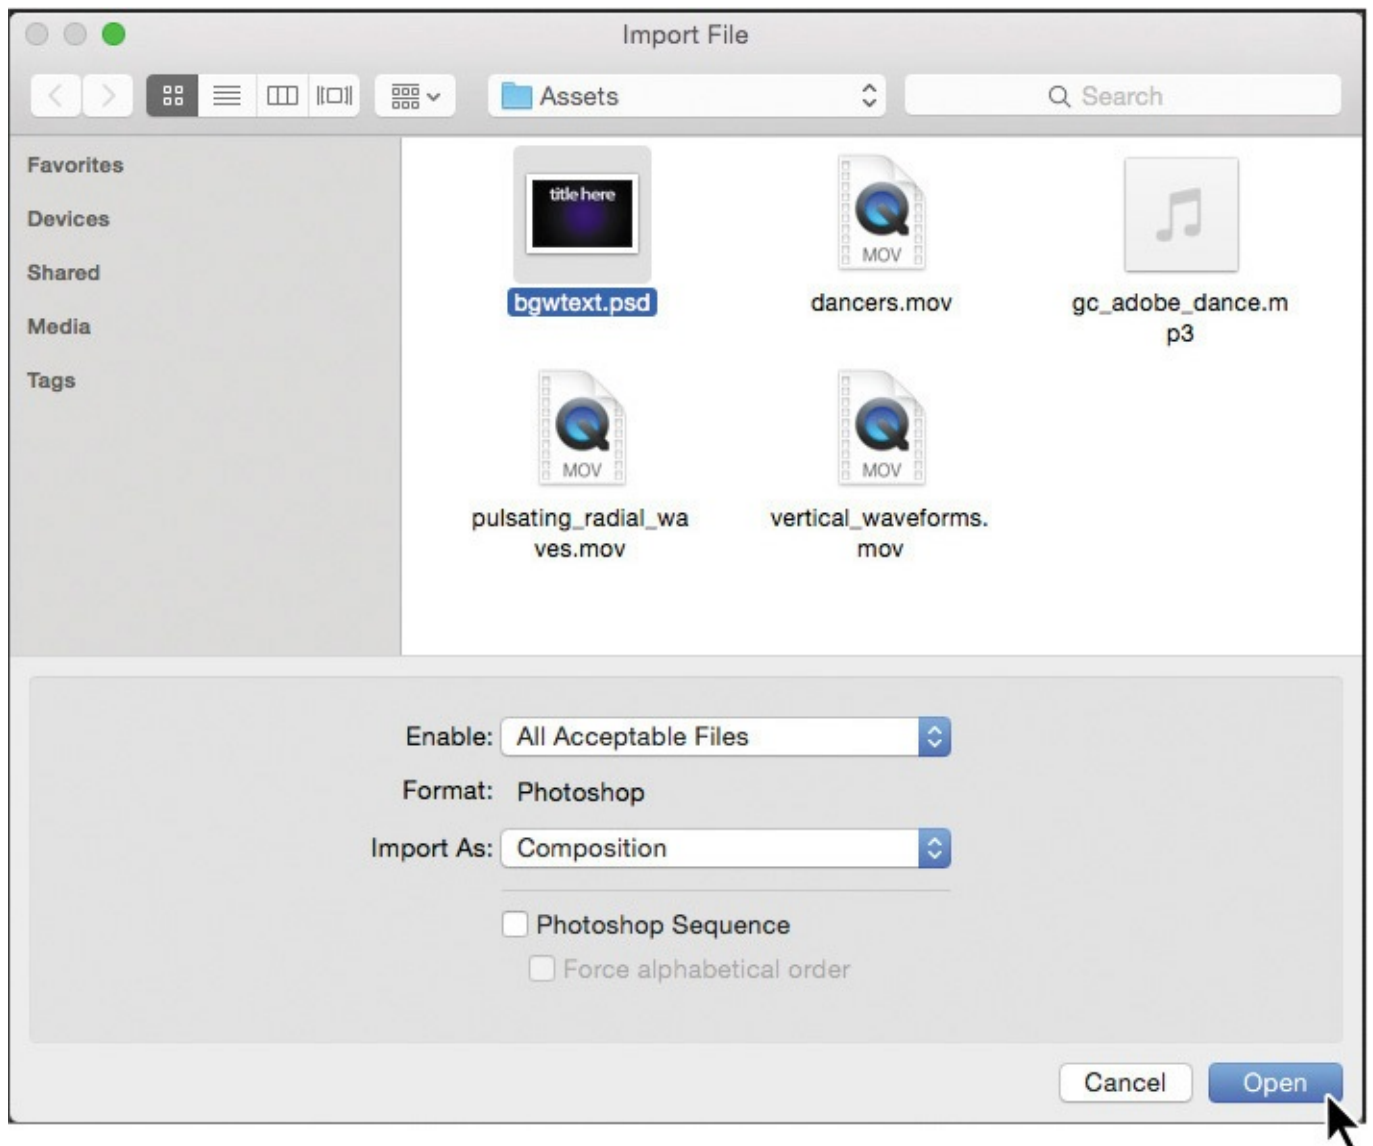 Import File
Assets
Search
Favorites
Devices
Shared
Media
Tags
title here
bgwtext.psd
MOV
dancers.mov
gc_adobe_dance.m
p3
MOV
pulsating_radial_wa
ves.mov
MOV
vertical_waveforms.
mov
Enable: All Acceptable Files
Format: Photoshop
Import As: Composition
Photoshop Sequence
Force alphabetical order
Cancel Open